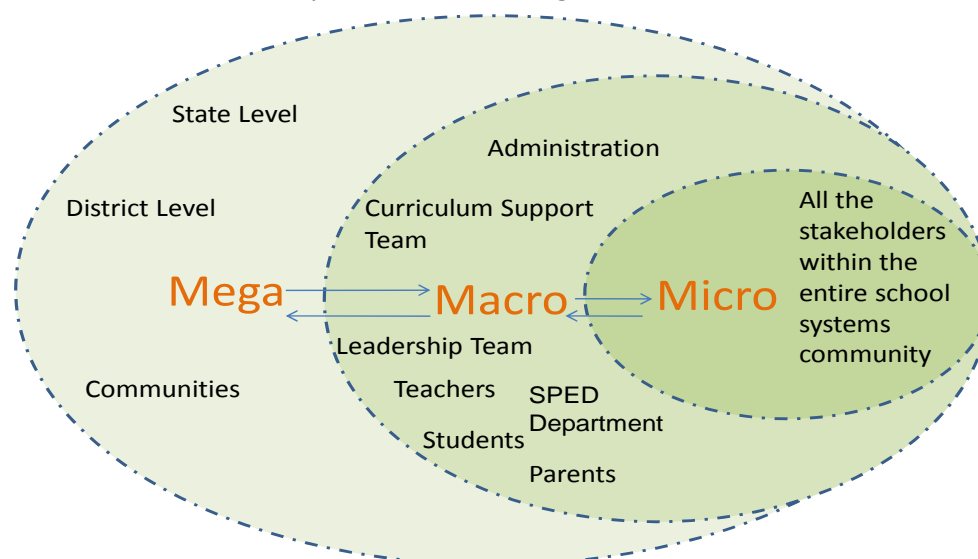 State Level
Administration
District Level
Curriculum Support
Team
All the
stakeholders
within the
entire school
systems
community
Mega
Macro
Micro
Leadership Team
Communities
Teachers
SPED
Department
Students
Parents